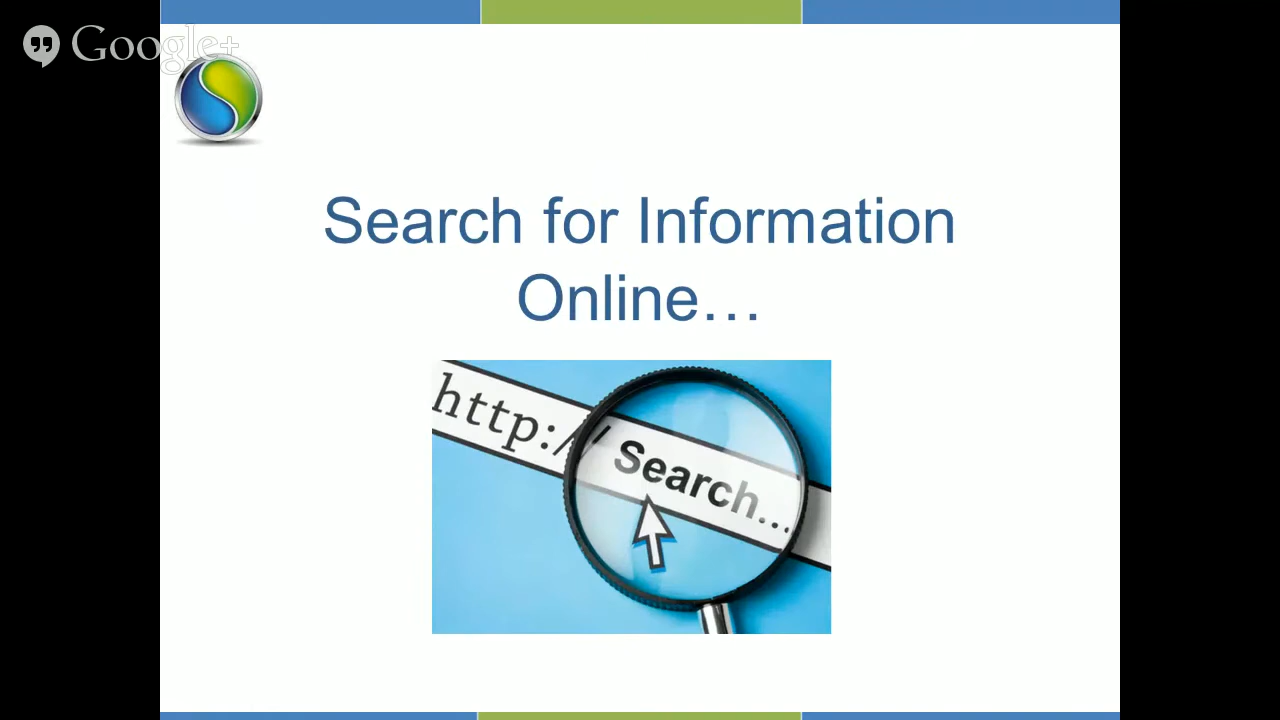 Google+
Search for Information
Online…
http://
Search...